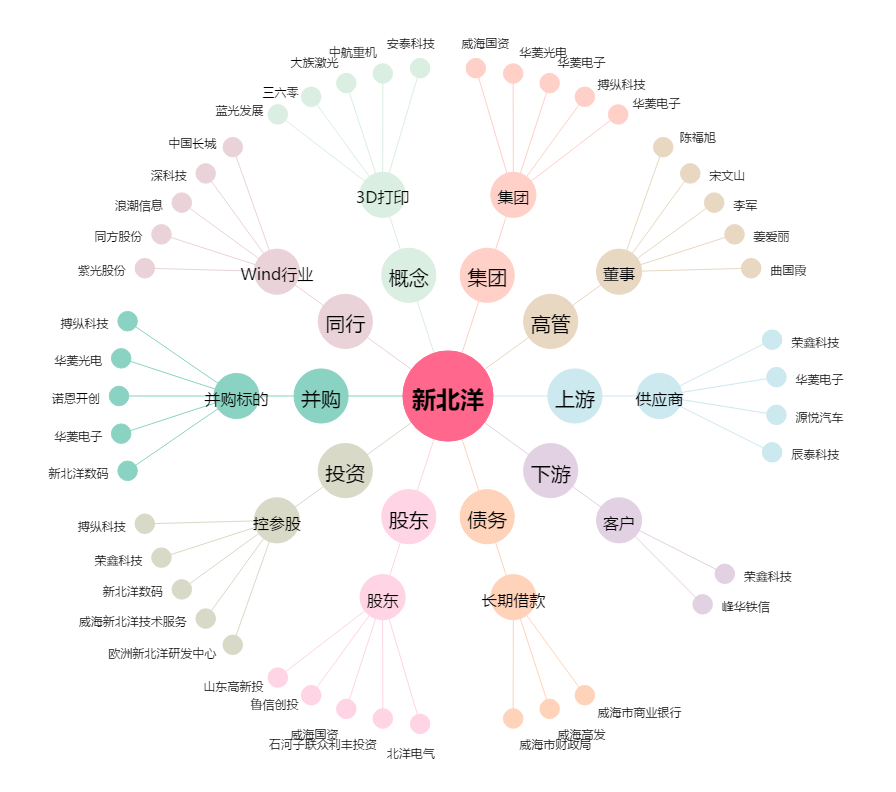 安泰科技
威海国资
中航重机
华菱光电
大族激光
华菱电子
三六零
搏纵科技
蓝光发展
华菱电子
中国长城
陈福旭
深科技
宋文山
3D打印
集团
浪潮信息
李军
同方股份
姜爱丽
紫光股份
Wind行业
概念
集团
董事
曲国霞
同行
高管
搏纵科技
荣鑫科技
华菱光电
华菱电子
诺恩开创
并购标的
并购
新北洋
上游
供应商
源悦汽车
华菱电子
辰泰科技
新北洋数码
投资
下游
搏纵科技
控参股
股东
债务
客户
荣鑫科技
荣鑫科技
新北洋数码
股东
长期借款
峰华铁信
威海新北洋技术服务
欧洲新北洋研发中心
山东高新投
鲁信创投
威海市商业银行
威海国资
威海高发
石河子联众利丰投资
威海市财政局
北洋电气